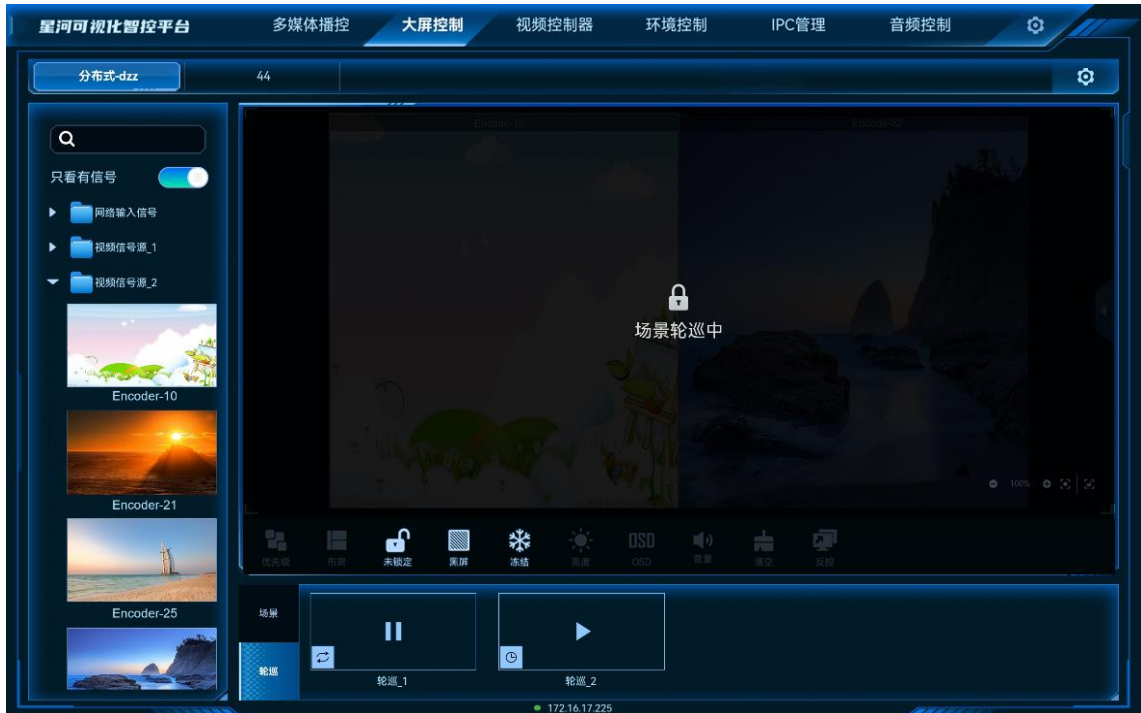 星河可视化智控平台
多媒体播控
大屏控制
视频控制器
环境控制
IPC管理
音频控制
分布式-dzz
44
只看有信号
网络输入信号
视频信号源_1
视频信号源_2
Encoder-10
Encoder-21
Encoder-25
Encoder-10
Encoder-22
场景轮巡中
100%
优先级
布局
未锁定
黑屏
冻结
亮度
OSD
OSD
音量
清空
反控
场景
轮巡
轮巡_1
轮巡_2
172.16.17.225